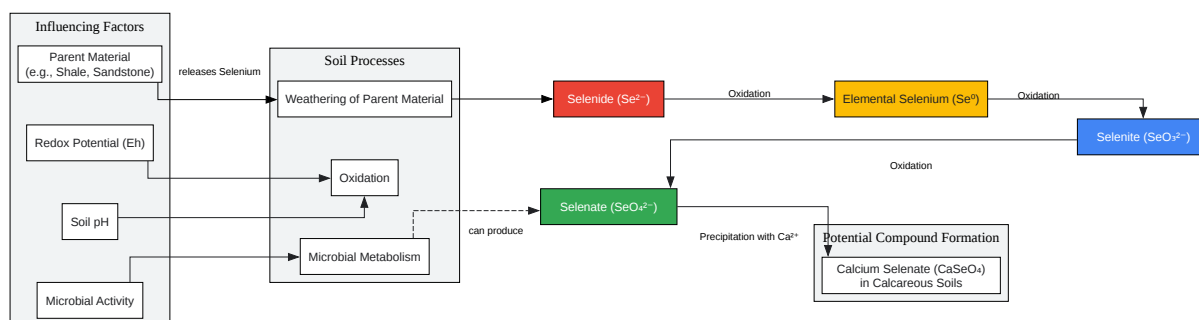 Influencing Factors
Parent Material
(e.g., Shale, Sandstone)
Redox Potential (Eh)
Soil pH
Microbial Activity
releases Selenium
Soil Processes
Weathering of Parent Material
Oxidation
Microbial Metabolism
can produce
Selenide (Se²⁻)
Oxidation
Elemental Selenium (Se⁰)
Oxidation
Selenite (SeO₃²⁻)
Oxidation
Selenate (SeO₄²⁻)
Precipitation with Ca²⁺
Potential Compound Formation
Calcium Selenate (CaSeO₄)
in Calcareous Soils